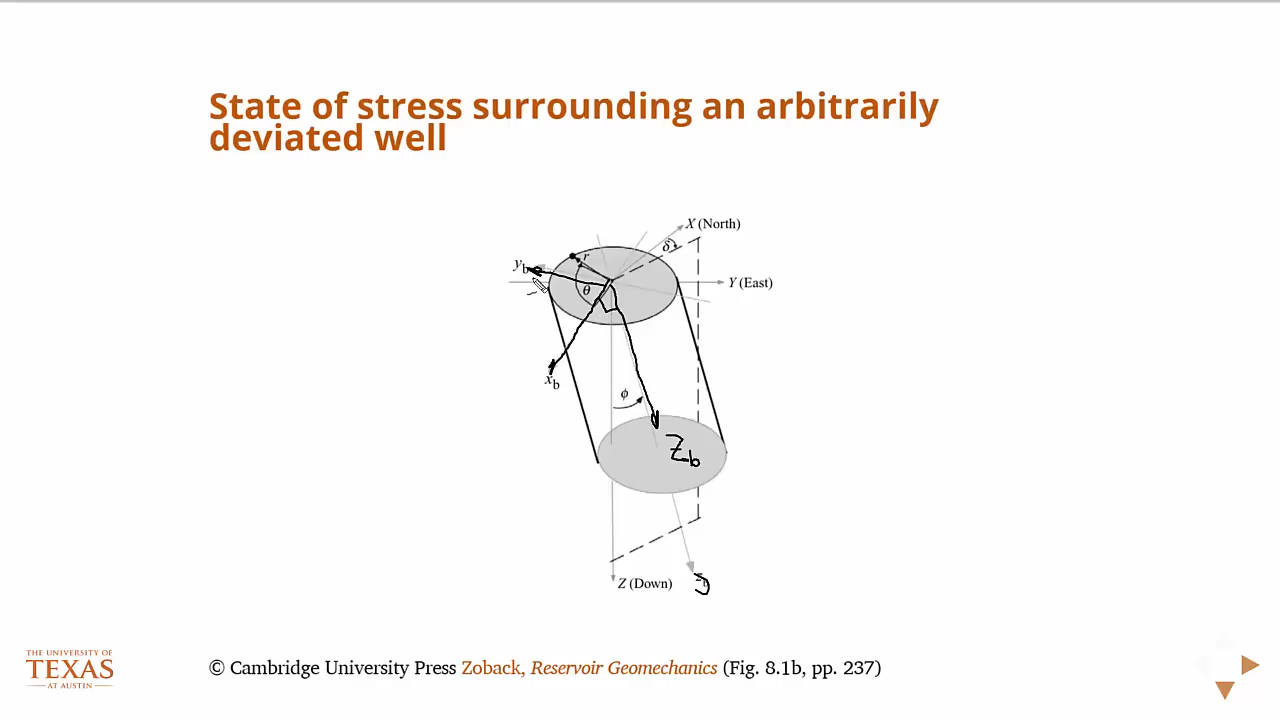 State of stress surrounding an arbitrarily
deviated well
X (North)
δ
r
y_b
θ
Y (East)
x_b
ϕ
Z_b
Z (Down)
THE UNIVERSITY OF
TEXAS
AT AUSTIN
© Cambridge University Press Zoback, Reservoir Geomechanics (Fig. 8.1b, pp. 237)